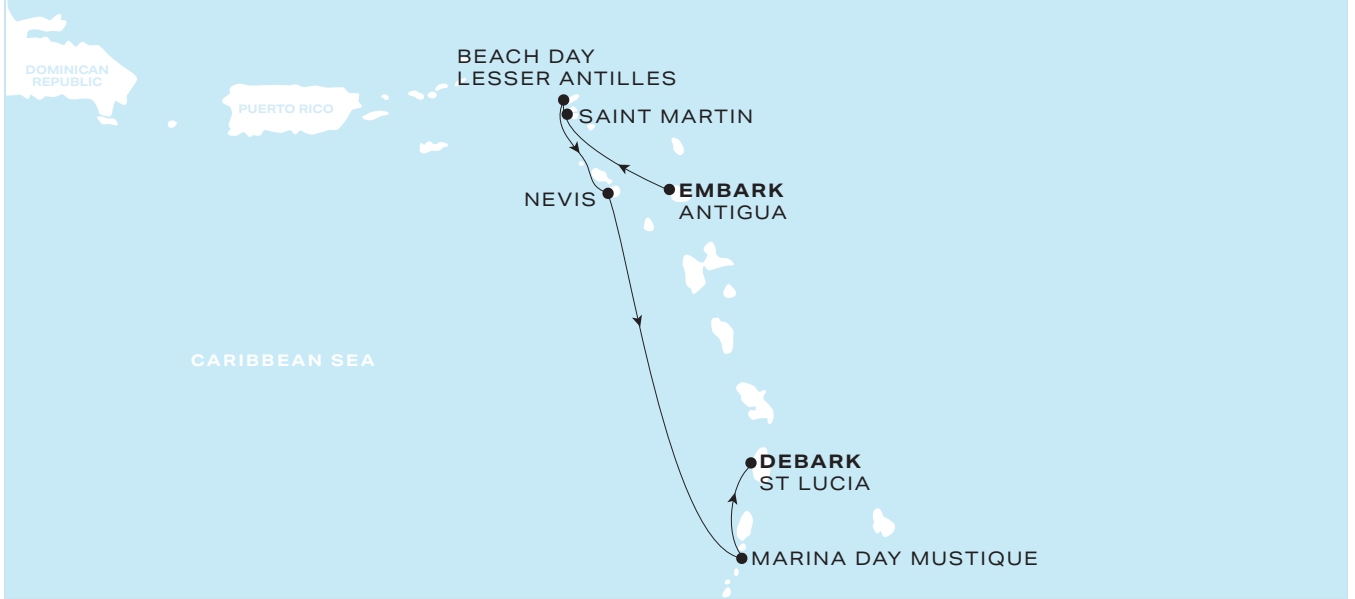 BEACH DAY
LESSER ANTILLES
DOMINICAN
REPUBLIC
PUERTO RICO
SAINT MARTIN
NEVIS
EMBARK
ANTIGUA
CARIBBEAN SEA
DEBARK
ST LUCIA
MARINA DAY MUSTIQUE